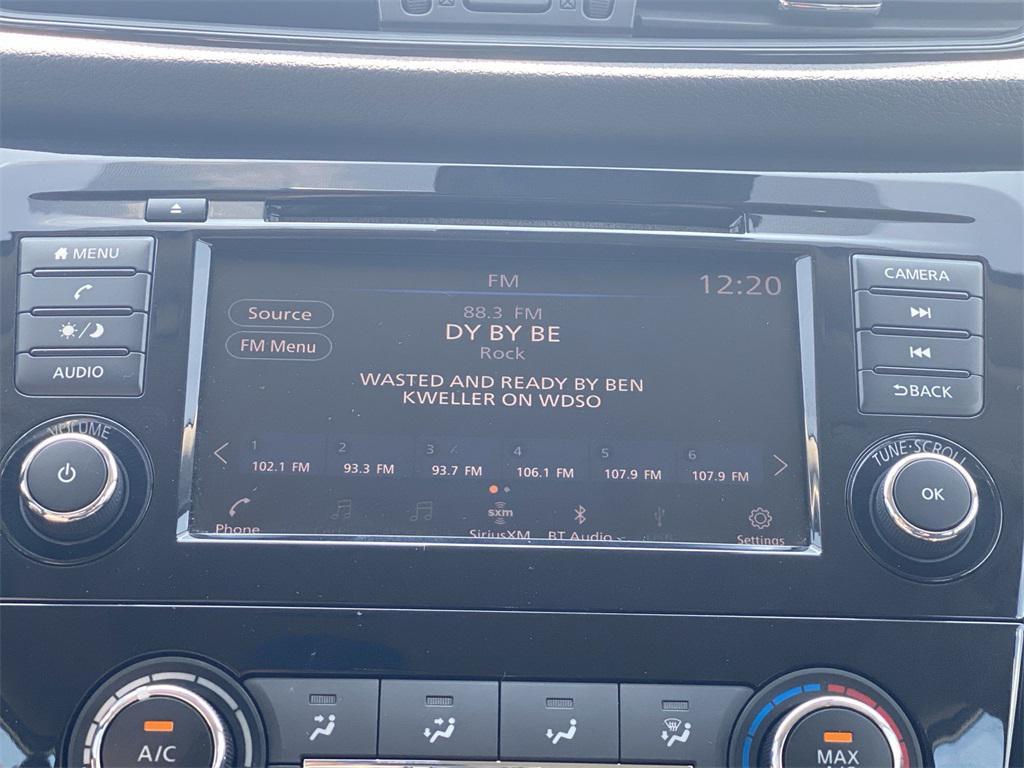 MENU
AUDIO
VOLUME
FM
12:20
Source
FM Menu
88.3 FM
DY BY BE
Rock
WASTED AND READY BY BEN
KWELLER ON WDSO
1 2 3 4 5 6
102.1 FM 93.3 FM 93.7 FM 106.1 FM 107.9 FM 107.9 FM
Phone
sxm
SiriusXM BT Audio Settings
CAMERA
BACK
TUNE·SCROLL
OK
A/C
MAX